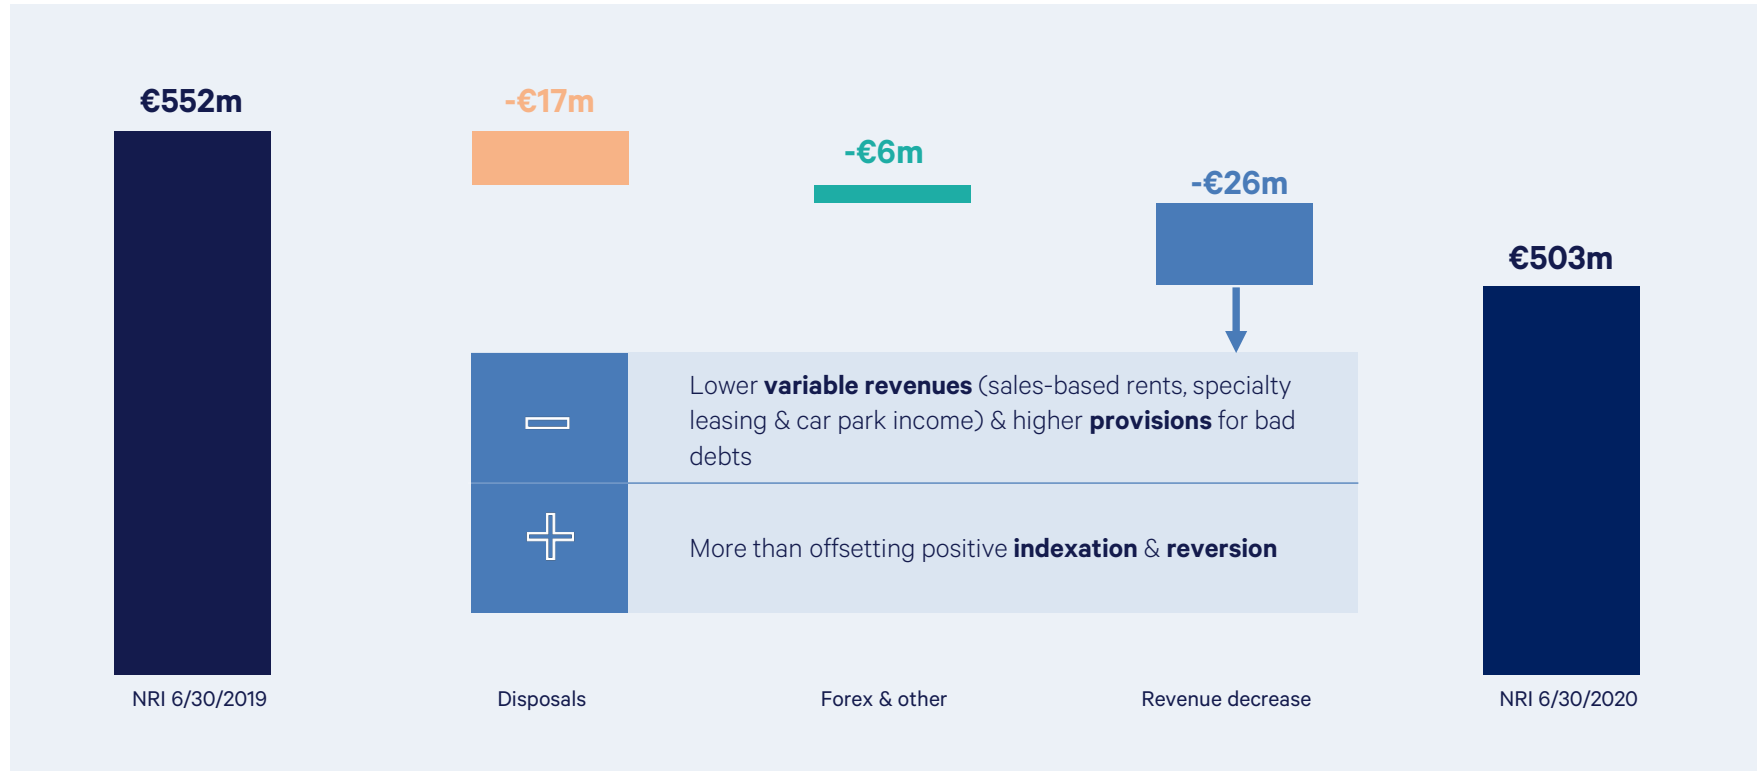 €552m
-€17m
-€6m
-€26m
€503m
Lower variable revenues (sales-based rents, specialty
leasing & car park income) & higher provisions for bad
debts
More than offsetting positive indexation & reversion
NRI 6/30/2019
Disposals
Forex & other
Revenue decrease
NRI 6/30/2020